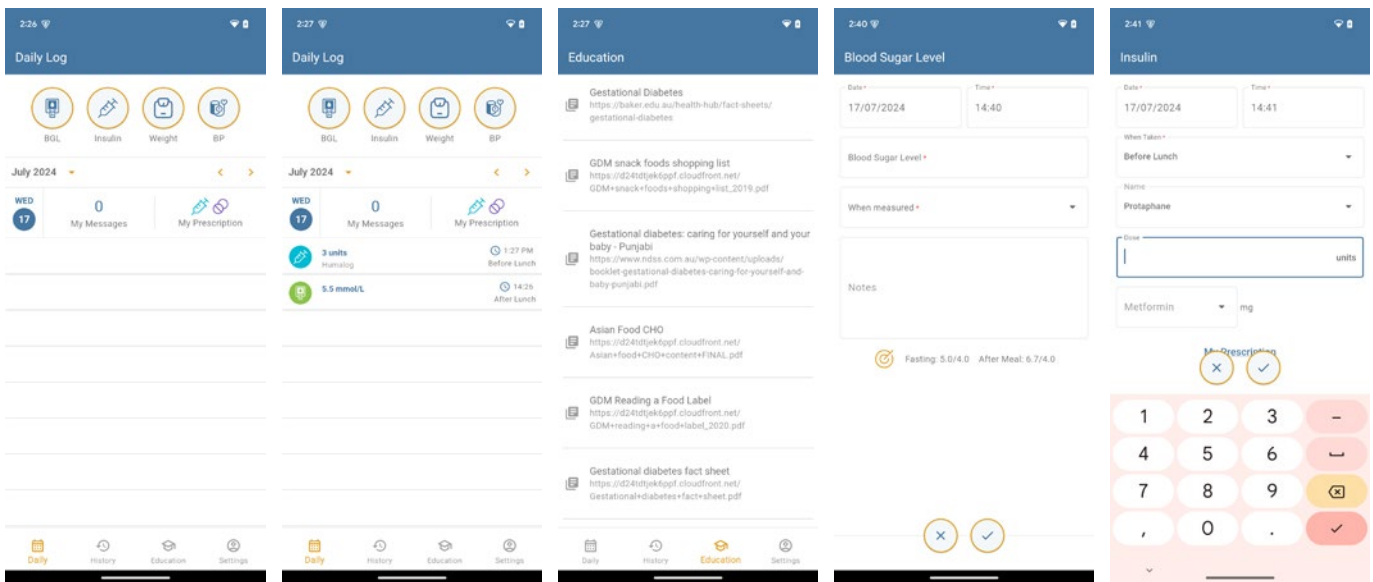 2:26
Daily Log
BGL Insulin Weight BP
July 2024
WED
17
0
My Messages
My Prescription
Daily History Education Settings
2:27
Daily Log
BGL Insulin Weight BP
July 2024
WED
17
0
My Messages
My Prescription
3 units 1:27 PM
Humalog Before Lunch
5.5 mmol/L 14:26
After Lunch
Daily History Education Settings
2:27
Education
Gestational Diabetes
https://baker.edu.au/health-hub/fact-sheets/
gestational-diabetes
GDM snack foods shopping list
https://d24tdtjek6ppf.cloudfront.net/
GDM+snack+foods+shopping+list_2019.pdf
Gestational diabetes: caring for yourself and your
baby - Punjabi
https://www.ndss.com.au/wp-content/uploads/
booklet-gestational-diabetes-caring-for-yourself-and-
baby-punjabi.pdf
Asian Food CHO
https://d24tdtjek6ppf.cloudfront.net/
Asian+food+CHO+content+FINAL.pdf
GDM Reading a Food Label
https://d24tdtjek6ppf.cloudfront.net/
GDM+reading+a+food+label_2020.pdf
Gestational diabetes fact sheet
https://d24tdtjek6ppf.cloudfront.net/
Gestational+diabetes+fact+sheet.pdf
Daily History Education Settings
2:40
Blood Sugar Level
Date * Time *
17/07/2024 14:40
Blood Sugar Level *
When measured *
Notes
Fasting: 5.0/4.0 After Meal: 6.7/4.0
2:41
Insulin
Date * Time *
17/07/2024 14:41
When Taken *
Before Lunch
Name
Protaphane
Dose
units
Metformin mg
My Prescription
1 2 3 -
4 5 6
7 8 9
, 0 .